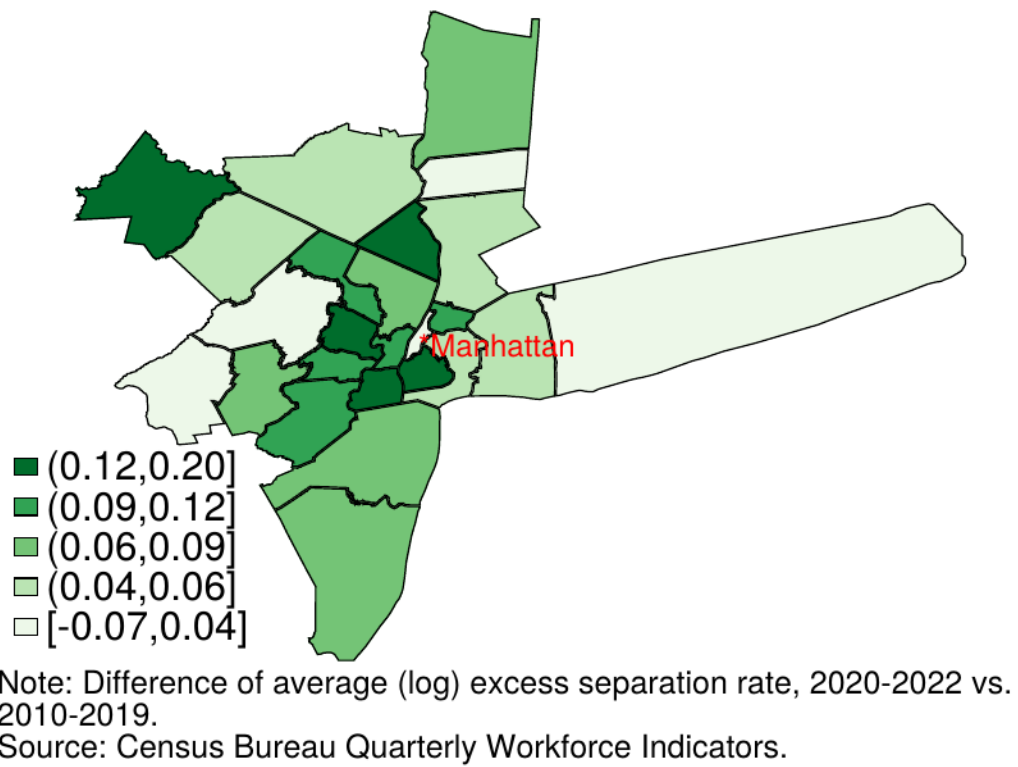 *Manhattan
(0.12,0.20]
(0.09,0.12]
(0.06,0.09]
(0.04,0.06]
[-0.07,0.04]
Note: Difference of average (log) excess separation rate, 2020-2022 vs.
2010-2019.
Source: Census Bureau Quarterly Workforce Indicators.